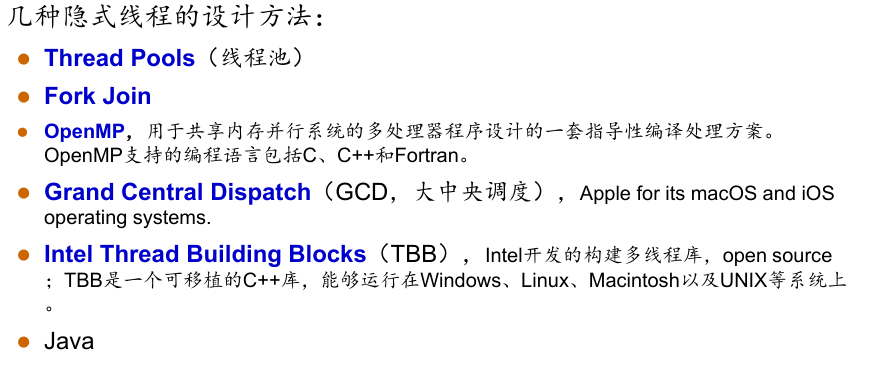 几种隐式线程的设计方法：
Thread Pools（线程池）
Fork Join
OpenMP，用于共享内存并行系统的多处理器程序设计的一套指导性编译处理方案。
OpenMP支持的编程语言包括C、C++和Fortran。
Grand Central Dispatch（GCD，大中央调度），Apple for its macOS and iOS
operating systems.
Intel Thread Building Blocks（TBB），Intel开发的构建多线程库，open source
；TBB是一个可移植的C++库，能够运行在Windows、Linux、Macintosh以及UNIX等系统上
。
Java